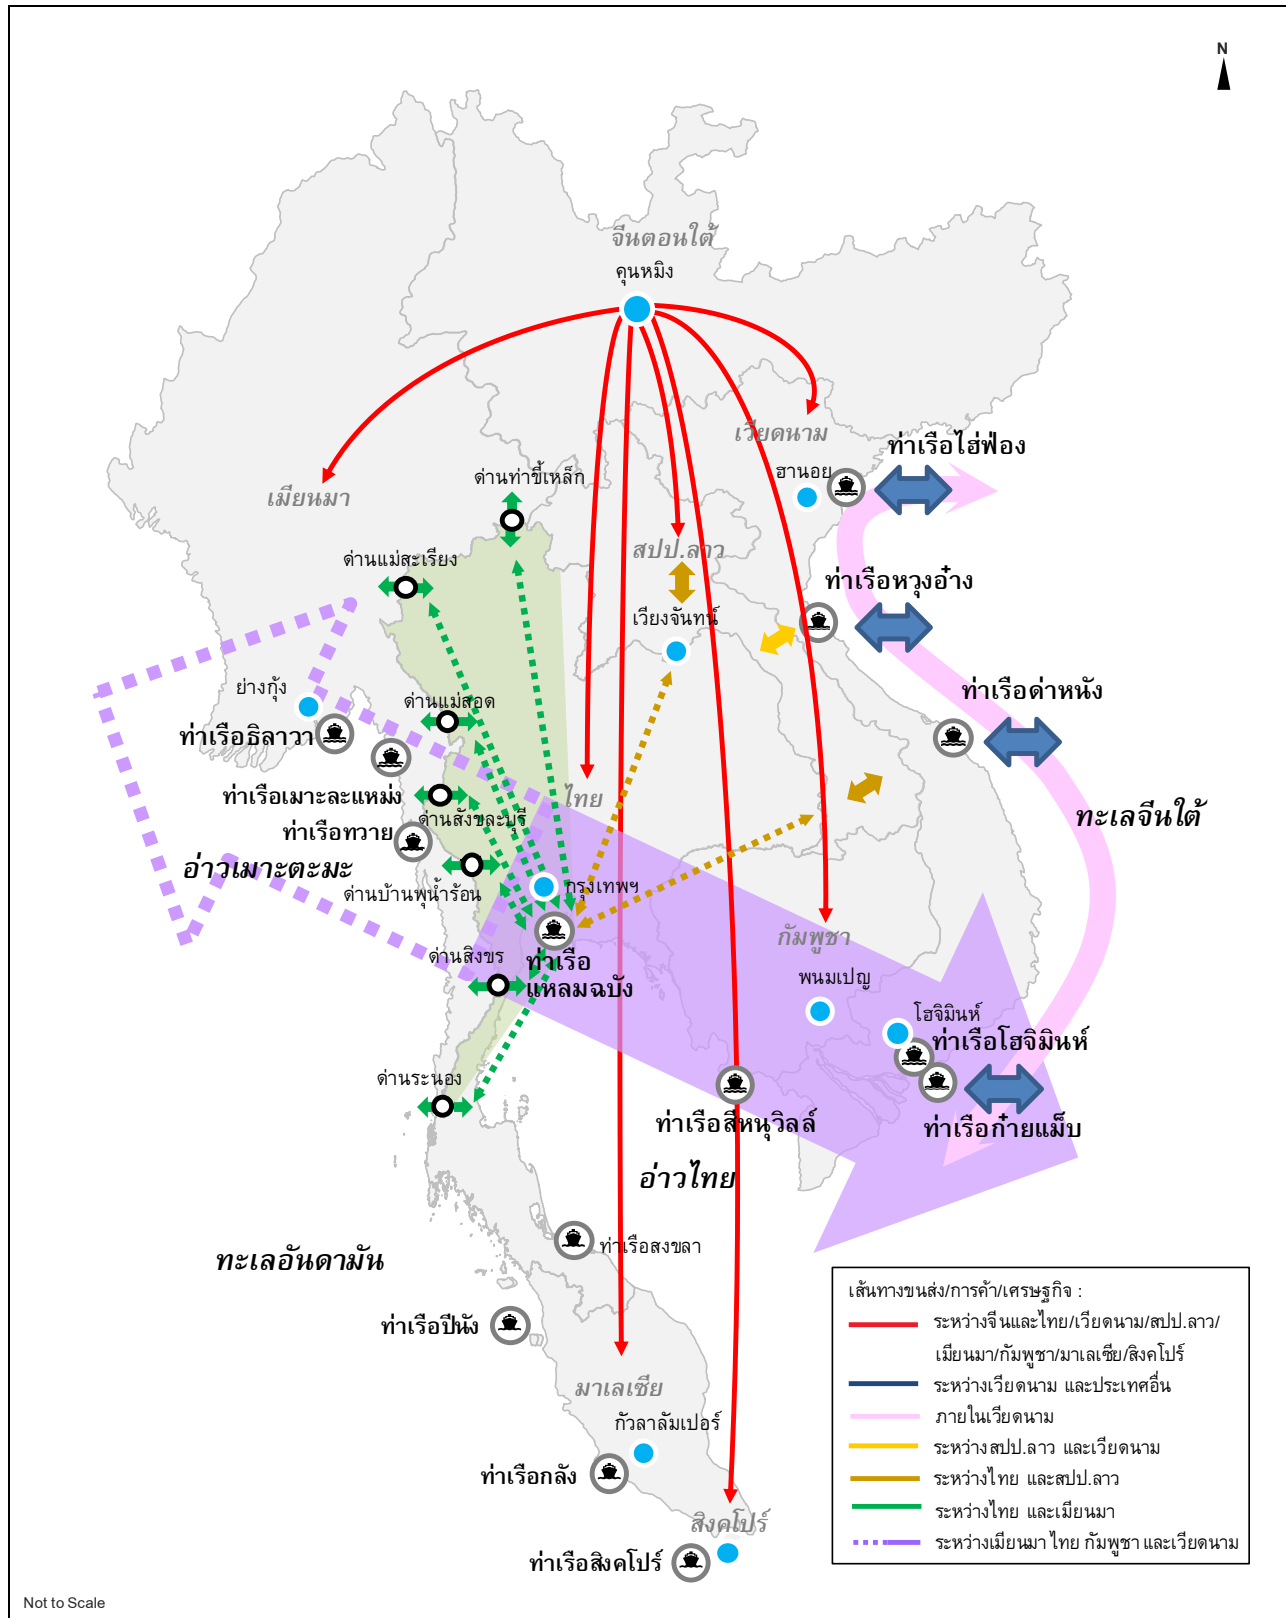 N
จีนตอนใต้
คุนหมิง
เวียดนาม
ท่าเรือไฮ่ฟ่อง
ฮานอย
ด่านท่าขี้เหล็ก
เมียนมา
สปป.ลาว
ด่านแม่สะเรียง
ท่าเรือหวุงอ๋าง
เวียงจันทน์
ย่างกุ้ง
ด่านแม่สอด
ท่าเรือด่าหนัง
ท่าเรือธิลาวา
ท่าเรือเมาะละแหม่ง
ไทย
ด่านสังขละบุรี
ทะเลจีนใต้
ท่าเรือทวาย
อ่าวเมาะตะมะ
ด่านบ้านพุน้ำร้อน
กรุงเทพฯ
กัมพูชา
ด่านสิงขร
ท่าเรือ
แหลมฉบัง
พนมเปญ
โฮจิมินห์
ท่าเรือโฮจิมินห์
ด่านระนอง
ท่าเรือสีหนุวิลล์
ท่าเรือก๋ายแม็บ
อ่าวไทย
ท่าเรือสงขลา
ทะเลอันดามัน
ท่าเรือปีนัง
มาเลเซีย
กัวลาลัมเปอร์
ท่าเรือกลัง
สิงคโปร์
ท่าเรือสิงคโปร์
เส้นทางขนส่ง/การค้า/เศรษฐกิจ :
ระหว่างจีนและไทย/เวียดนาม/สปป.ลาว/
เมียนมา/กัมพูชา/มาเลเซีย/สิงคโปร์
ระหว่างเวียดนาม และประเทศอื่น
ภายในเวียดนาม
ระหว่างสปป.ลาว และเวียดนาม
ระหว่างไทย และสปป.ลาว
ระหว่างไทย และเมียนมา
ระหว่างเมียนมา ไทย กัมพูชา และเวียดนาม
Not to Scale